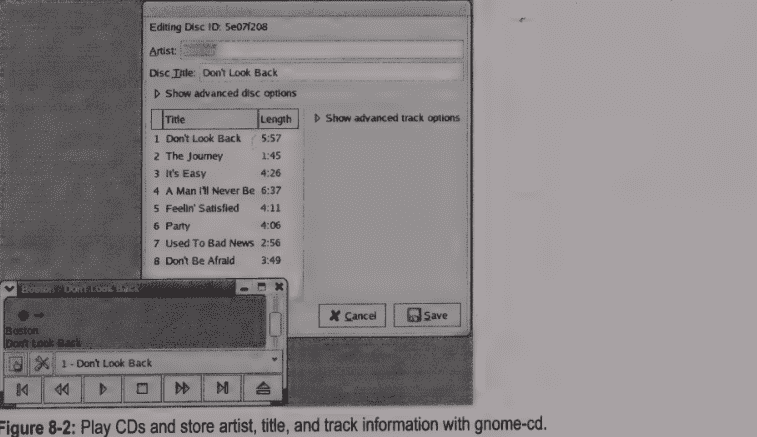 Editing Disc ID: 5e07f208
Artist:
Disc Title: Don't Look Back
Show advanced disc options
Title Length
Show advanced track options
1 Don't Look Back 5:57
2 The Journey 1:45
3 It's Easy 4:26
4 A Man I'll Never Be 6:37
5 Feelin' Satisfied 4:11
6 Party 4:06
7 Used To Bad News 2:56
8 Don't Be Afraid 3:49
Cancel Save
Boston - Don't Look Back
Boston
Don't Look Back
1 - Don't Look Back
Figure 8-2: Play CDs and store artist, title, and track information with gnome-cd.